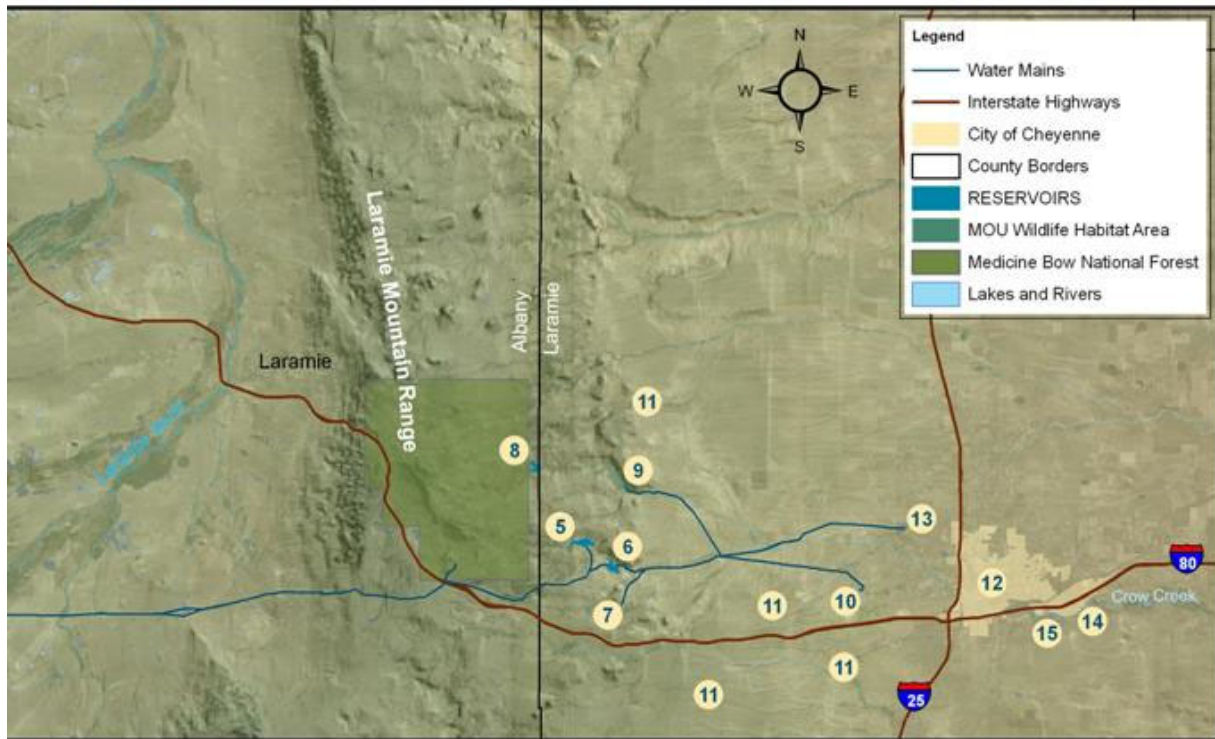 N
W E
S
Legend
Water Mains
Interstate Highways
City of Cheyenne
County Borders
RESERVOIRS
MOU Wildlife Habitat Area
Medicine Bow National Forest
Lakes and Rivers
Laramie Mountain Range
Albany
Laramie
Laramie
11
8
9
5
6
13
7
11
10
12
80
Crow Creek
14
15
11
11
25